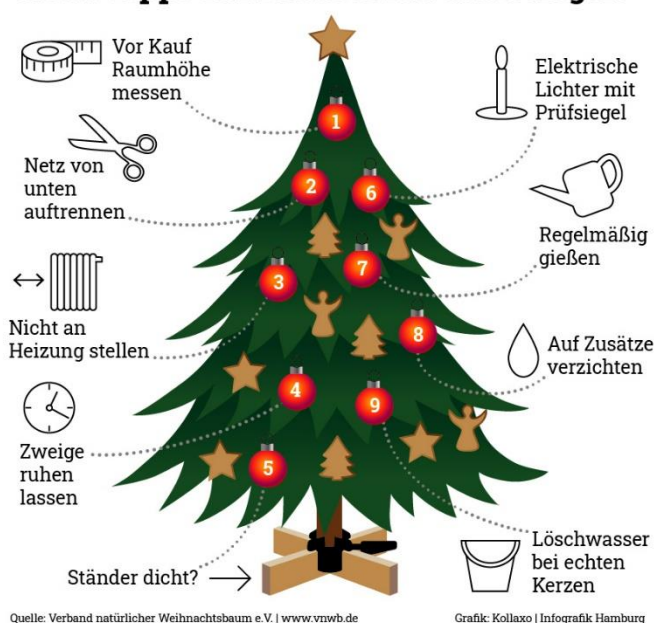 Vor Kauf
Raumhöhe
messen
1
Netz von
unten
auftrennen
2
Nicht an
Heizung stellen
3
Zweige
ruhen
lassen
4
Ständer dicht?
5
Elektrische
Lichter mit
Prüfsiegel
6
Regelmäßig
gießen
7
Auf Zusätze
verzichten
8
Löschwasser
bei echten
Kerzen
9
Quelle: Verband natürlicher Weihnachtsbaum e.V. | www.vnwb.de
Grafik: Kollaxo | Infografik Hamburg